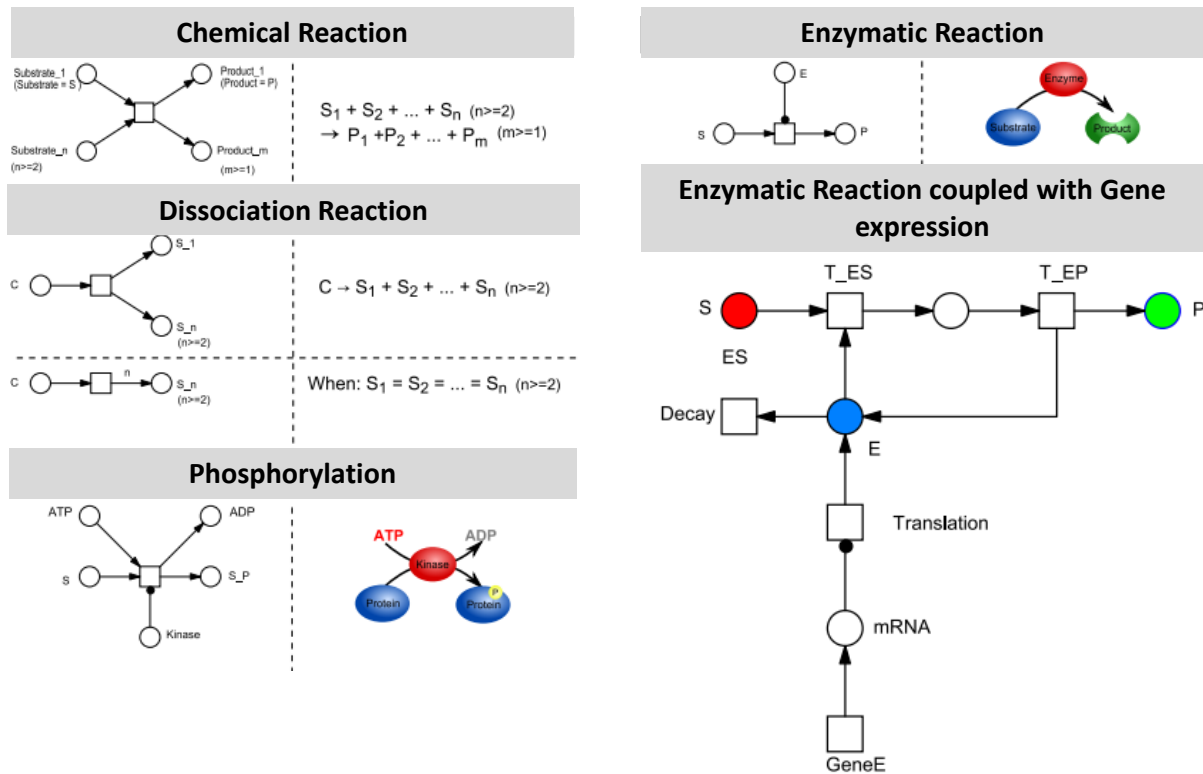 Chemical Reaction
Substrate_1
(Substrate = S)
Product_1
(Product = P)
Substrate_n
(n>=2)
Product_m
(m>=1)
S1 + S2 + ... + Sn (n>=2)
→ P1 +P2 + ... + Pm (m>=1)
Dissociation Reaction
C
S_1
S_n
(n>=2)
C → S1 + S2 + ... + Sn (n>=2)
C
n
S_n
(n>=2)
When: S1 = S2 = ... = Sn (n>=2)
Phosphorylation
ATP
ADP
S
S_P
Kinase
ATP
ADP
Kinase
Protein
Protein
P
Enzymatic Reaction
E
S
P
Enzyme
Substrate
Product
Enzymatic Reaction coupled with Gene
expression
T_ES
T_EP
S
P
ES
Decay
E
Translation
mRNA
GeneE